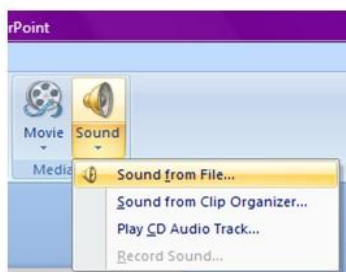 rPoint
Movie Sound
Media
Sound from File...
Sound from Clip Organizer...
Play CD Audio Track...
Record Sound...